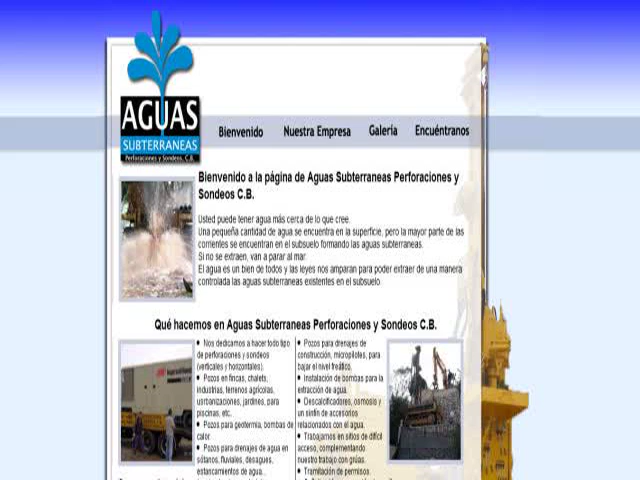 AGUAS
SUBTERRANEAS
Perforaciones y Sondeos, C.B.
Bienvenido Nuestra Empresa Galería Encuéntranos
Bienvenido a la página de Aguas Subterraneas Perforaciones y
Sondeos C.B.
Usted puede tener agua más cerca de lo que cree.
Una pequeña cantidad de agua se encuentra en la superficie, pero la mayor parte de las
corrientes se encuentran en el subsuelo formando las aguas subterraneas.
Si no se extraen, van a parar al mar.
El agua es un bien de todos y las leyes nos amparan para poder extraer de una manera
controlada las aguas subterraneas existentes en el subsuelo
Qué hacemos en Aguas Subterraneas Perforaciones y Sondeos C.B.
• Nos dedicamos a hacer todo tipo
de perforaciones y sondeos
(verticales y horizontales).
• Pozos en fincas, chalets,
industrias, terrenos agrícolas,
usrbanizaciones, jardines, para
piscinas, etc.
• Pozos para geotermia, bombas de
calor.
• Pozos para drenajes de agua en
sótanos, fluviales, desagues,
estancamientos de agua...
• Pozos para drenajes de
construcción, micropilotes, para
bajar el nivel freático.
• Instalación de bombas para la
extracción de agua.
• Descalcificadores, osmosis y
un sinfín de accesorios
relacionados con el agua.
• Trabajamos en sitios de difícil
acceso, complementando
nuestro trabajo con grúas.
• Tramitación de permisos.